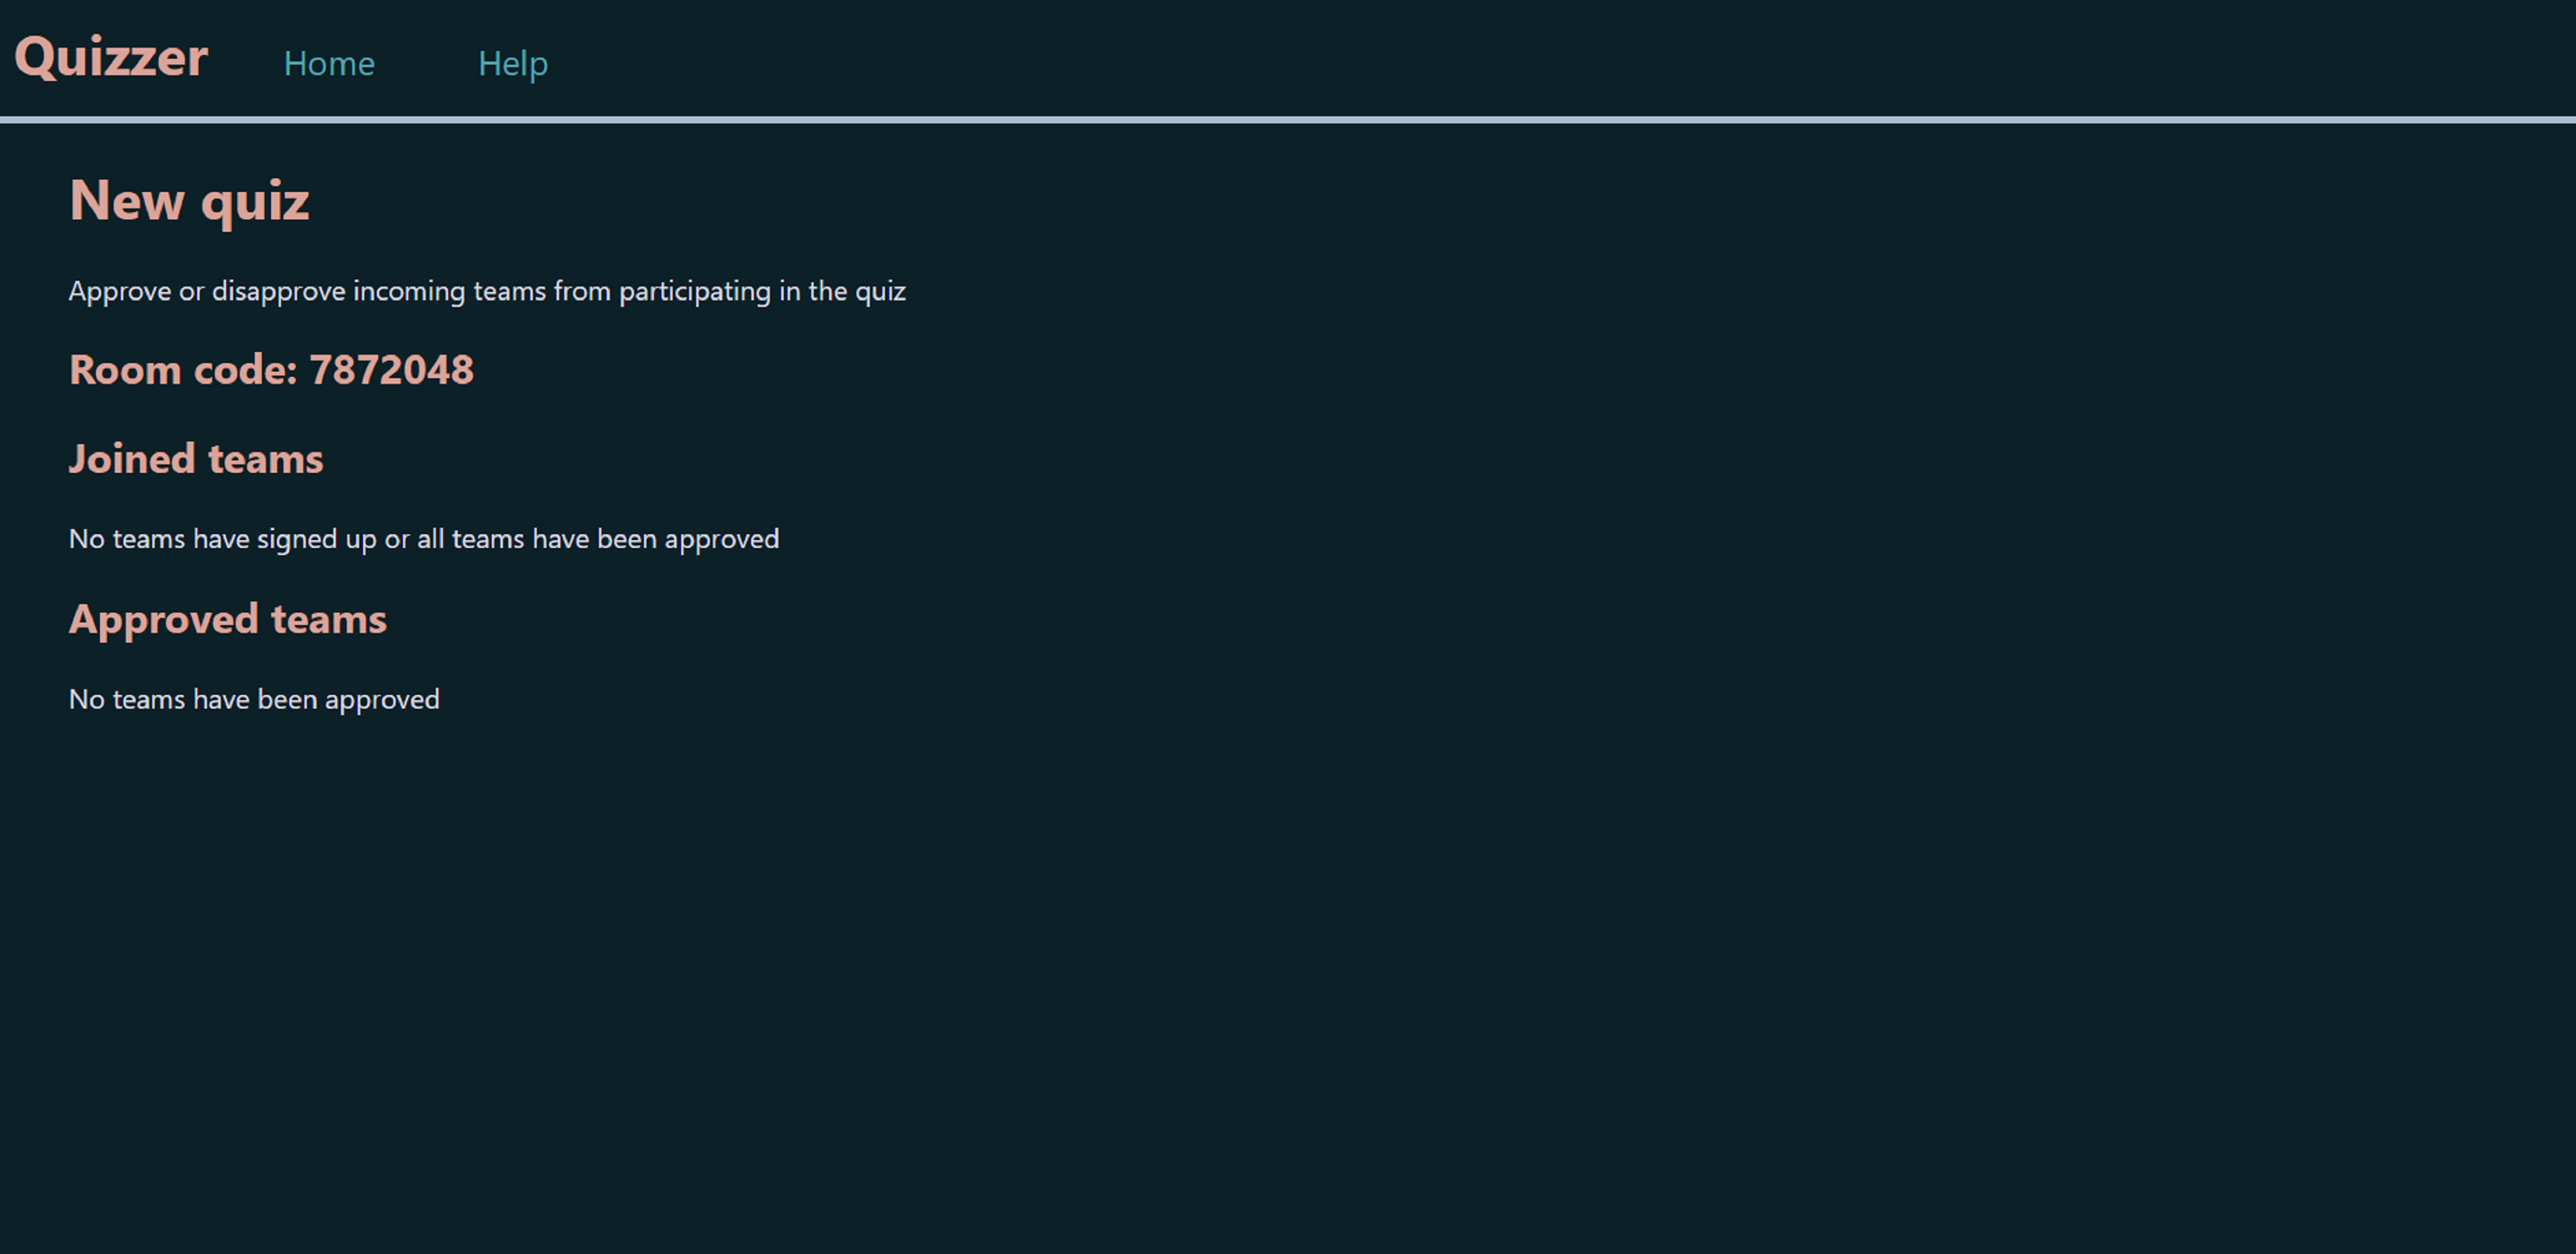 Quizzer Home Help
New quiz
Approve or disapprove incoming teams from participating in the quiz
Room code: 7872048
Joined teams
No teams have signed up or all teams have been approved
Approved teams
No teams have been approved